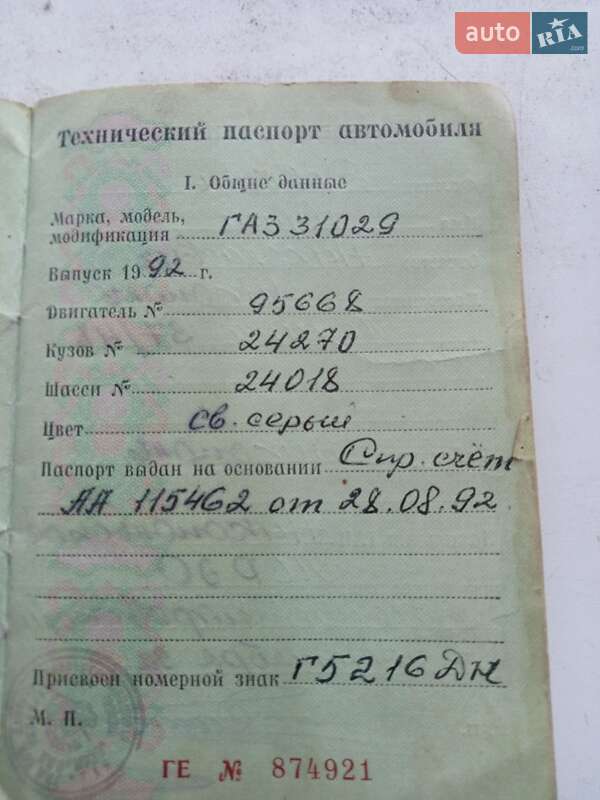 auto RIA .com
Технический паспорт автомобиля
I. Общие данные
Марка, модель,
модификация ГАЗ 31029
Выпуск 1992 г.
Двигатель № 95668
Кузов № 24270
Шасси № 24018
Цвет св. серый
Паспорт выдан на основании Спр. счёт
АА 115462 от 28.08.92
Присвоен номерной знак Г5216ДН
М. П.
ГЕ № 874921